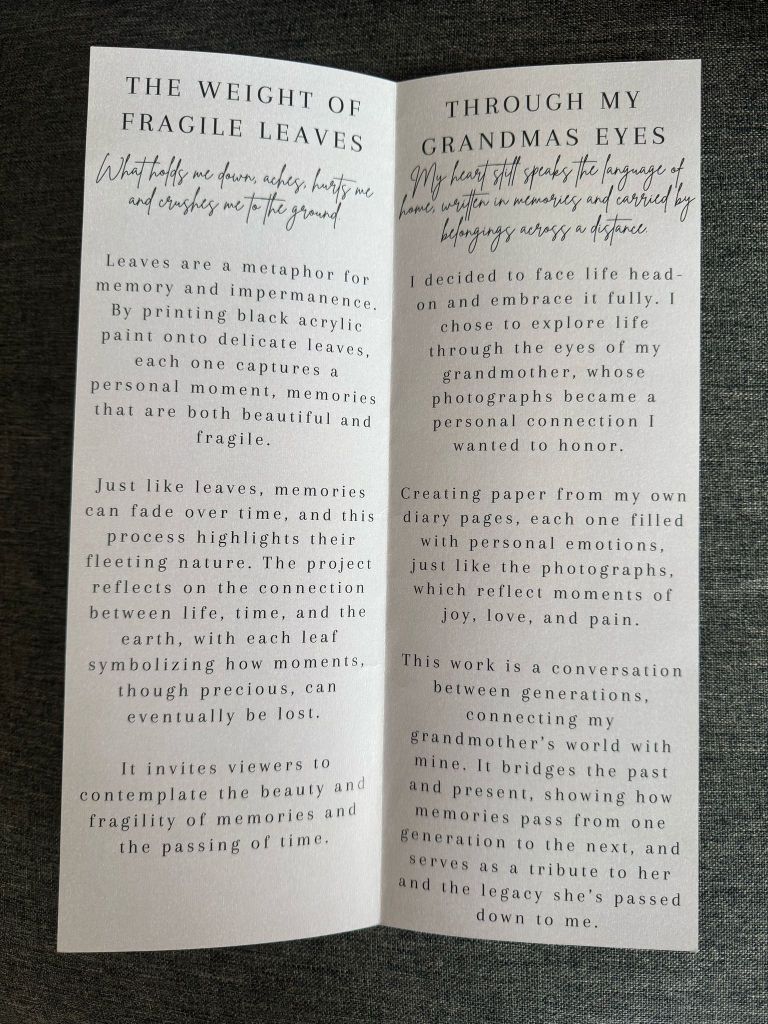 THE WEIGHT OF
FRAGILE LEAVES
What holds me down, aches, hurts me
and crushes me to the ground.
Leaves are a metaphor for
memory and impermanence.
By printing black acrylic
paint onto delicate leaves,
each one captures a
personal moment, memories
that are both beautiful and
fragile.
Just like leaves, memories
can fade over time, and this
process highlights their
fleeting nature. The project
reflects on the connection
between life, time, and the
earth, with each leaf
symbolizing how moments,
though precious, can
eventually be lost.
It invites viewers to
contemplate the beauty and
fragility of memories and
the passing of time.
THROUGH MY
GRANDMAS EYES
My heart still speaks the language of
home, written in memories and carried by
belongings across a distance.
I decided to face life head-
on and embrace it fully. I
chose to explore life
through the eyes of my
grandmother, whose
photographs became a
personal connection I
wanted to honor.
Creating paper from my own
diary pages, each one filled
with personal emotions,
just like the photographs,
which reflect moments of
joy, love, and pain.
This work is a conversation
between generations,
connecting my
grandmother's world with
mine. It bridges the past
and present, showing how
memories pass from one
generation to the next, and
serves as a tribute to her
and the legacy she's passed
down to me.